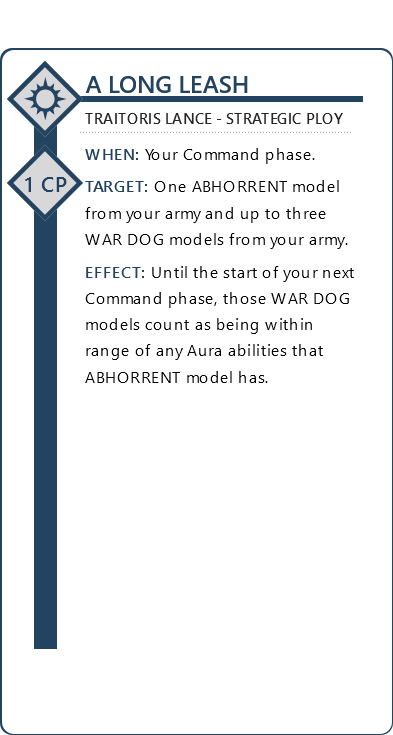 A LONG LEASH
TRAITORIS LANCE - STRATEGIC PLOY
WHEN: Your Command phase.
1 CP
TARGET: One ABHORRENT model
from your army and up to three
WAR DOG models from your army.
EFFECT: Until the start of your next
Command phase, those WAR DOG
models count as being within
range of any Aura abilities that
ABHORRENT model has.